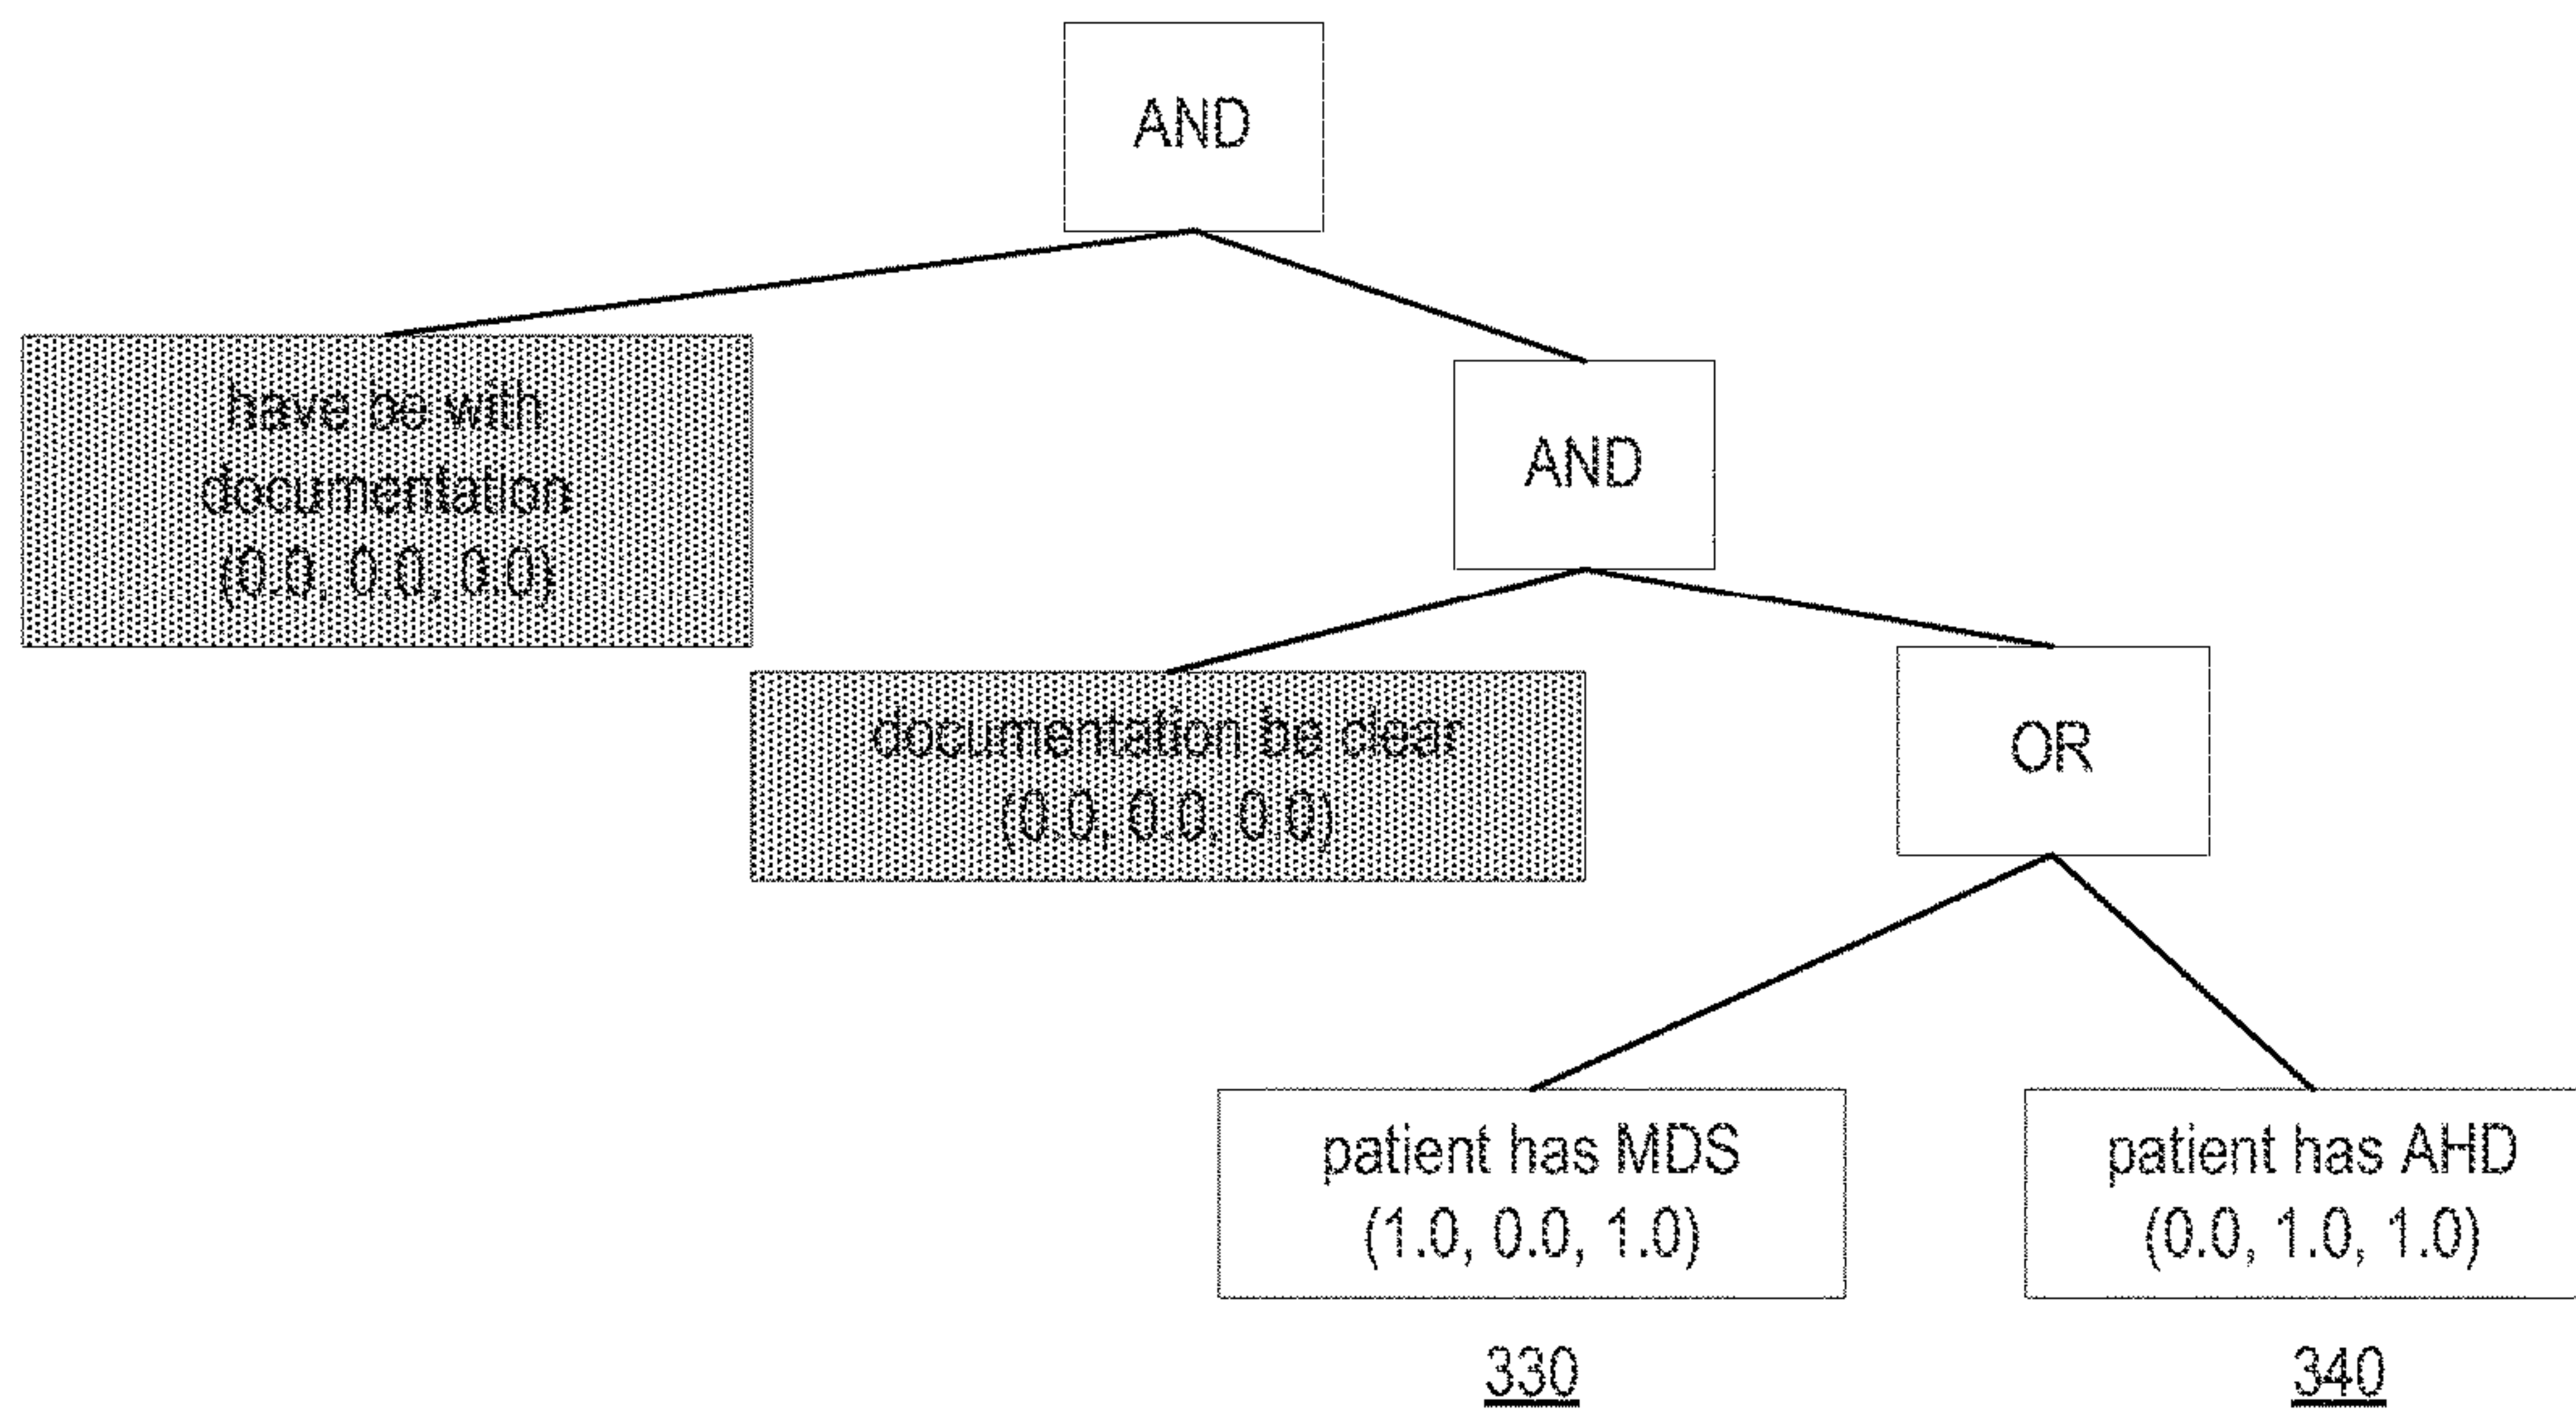 AND
have be with
documentation
(0.0, 0.0, 0.0)
AND
documentation be clear
(0.0, 0.0, 0.0)
OR
patient has MDS
(1.0, 0.0, 1.0)
patient has AHD
(0.0, 1.0, 1.0)
330
340